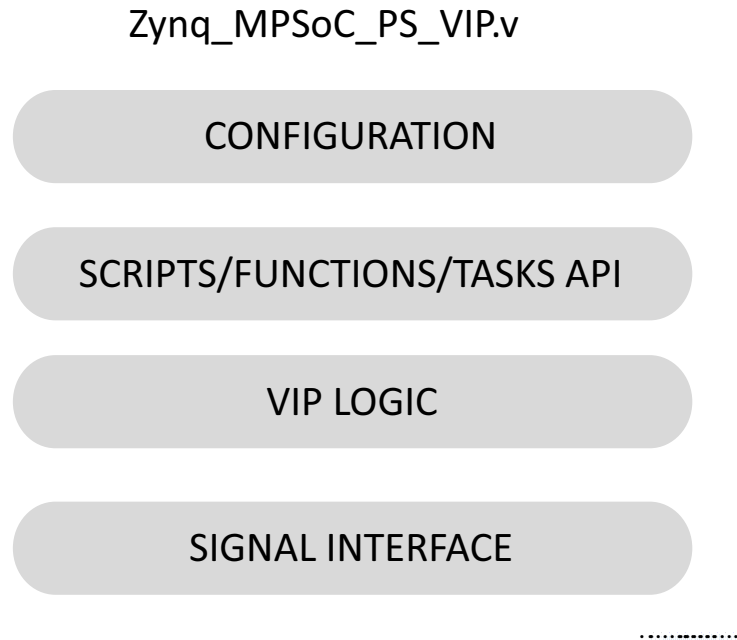 Zynq_MPSoC_PS_VIP.v
CONFIGURATION
SCRIPTS/FUNCTIONS/TASKS API
VIP LOGIC
SIGNAL INTERFACE